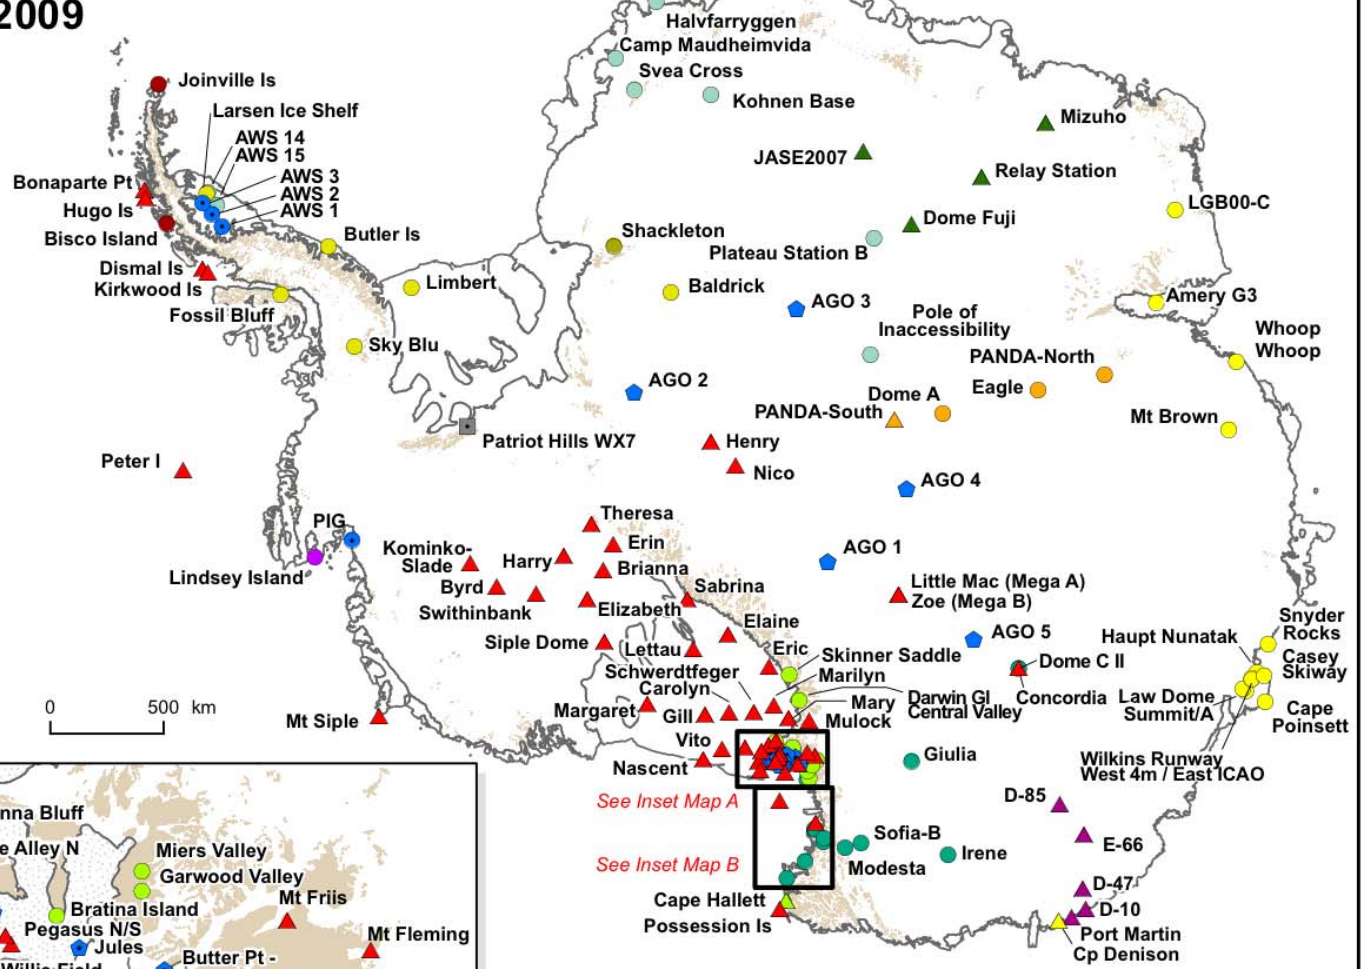 2009
Halvfarryggen
Camp Maudheimvida
Svea Cross
Kohnen Base
Joinville Is
Larsen Ice Shelf
AWS 14
AWS 15
AWS 3
AWS 2
AWS 1
Bonaparte Pt
Hugo Is
Bisco Island
Dismal Is
Kirkwood Is
Fossil Bluff
Butler Is
Limbert
Sky Blu
Mizuho
JASE2007
Relay Station
Dome Fuji
LGB00-C
Shackleton
Plateau Station B
Baldrick
AGO 3
Amery G3
Pole of
Inaccessibility
Whoop
Whoop
PANDA-North
Eagle
Dome A
PANDA-South
AGO 2
Mt Brown
Patriot Hills WX7
Henry
Nico
Peter I
AGO 4
PIG
Lindsey Island
Theresa
Erin
Kominko-
Slade
Harry
Brianna
Byrd
Swithinbank
Elizabeth
Sabrina
AGO 1
Little Mac (Mega A)
Zoe (Mega B)
Siple Dome
Lettau
Elaine
Eric
AGO 5
Snyder
Rocks
Haupt Nunatak
Casey
Skiway
Skinner Saddle
Marilyn
Schwerdtfeger
Carolyn
Dome C II
Concordia
Darwin Gl
Central Valley
Law Dome
Summit/A
Cape
Poinsett
Margaret
Gill
Mary
Mulock
0 500 km
Mt Siple
Vito
Nascent
Giulia
Wilkins Runway
West 4m / East ICAO
See Inset Map A
D-85
Sofia-B
E-66
Irene
Modesta
See Inset Map B
D-47
Cape Hallett
Possession Is
D-10
Port Martin
Cp Denison
nna Bluff
e Alley N
Miers Valley
Garwood Valley
Mt Friis
Bratina Island
Pegasus N/S
Jules
Mt Fleming
Willie Field
Butter Pt -